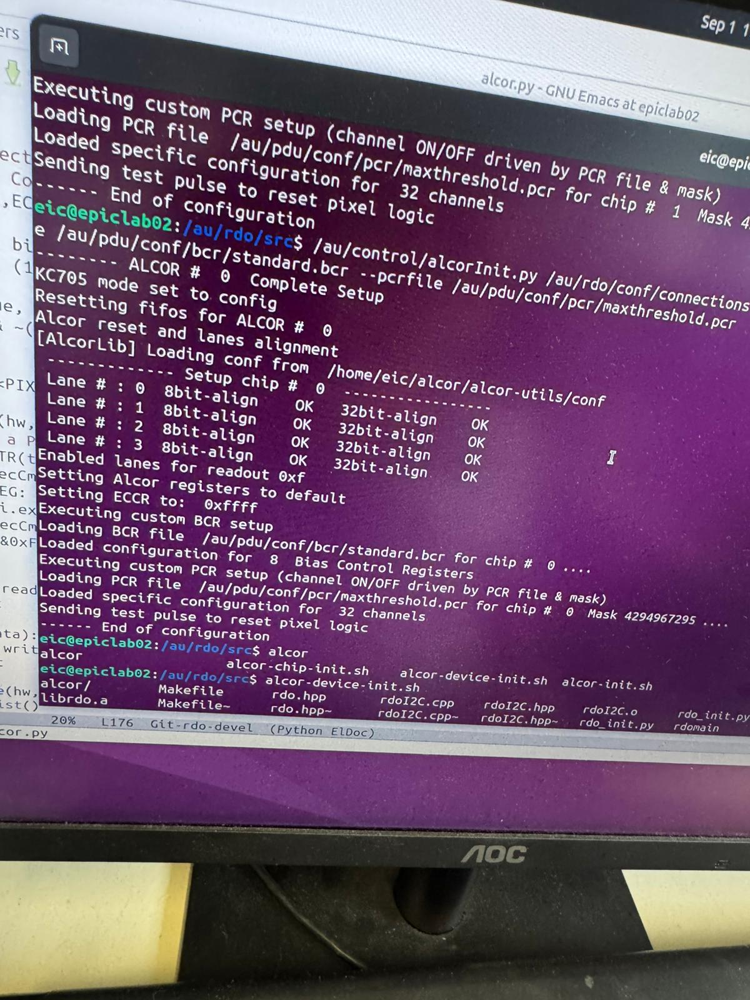 Sep 1 1
ers
alcor.py - GNU Emacs at epiclab02
eic@epic
Executing custom PCR setup (channel ON/OFF driven by PCR file & mask)
Loading PCR file  /au/pdu/conf/pcr/maxthreshold.pcr for chip #  1  Mask 4
Loaded specific configuration for  32 channels
Sending test pulse to reset pixel logic
------ End of configuration
eic@epiclab02:/au/rdo/src$ /au/control/alcorInit.py /au/rdo/conf/connections
e /au/pdu/conf/bcr/standard.bcr --pcrfile /au/pdu/conf/pcr/maxthreshold.pcr
-------- ALCOR #  0  Complete Setup
KC705 mode set to config
Resetting fifos for ALCOR #  0
Alcor reset and lanes alignment
[AlcorLib] Loading conf from  /home/eic/alcor/alcor-utils/conf
------------- Setup chip #  0  ---------------
Lane # : 0  8bit-align    OK   32bit-align    OK
Lane # : 1  8bit-align    OK   32bit-align    OK
Lane # : 2  8bit-align    OK   32bit-align    OK
Lane # : 3  8bit-align    OK   32bit-align    OK
Enabled lanes for readout 0xf
Setting Alcor registers to default
Setting ECCR to:  0xffff
Executing custom BCR setup
Loading BCR file  /au/pdu/conf/bcr/standard.bcr for chip #  0 ....
Loaded configuration for  8  Bias Control Registers
Executing custom PCR setup (channel ON/OFF driven by PCR file & mask)
Loading PCR file  /au/pdu/conf/pcr/maxthreshold.pcr for chip #  0  Mask 4294967295 ....
Loaded specific configuration for  32 channels
Sending test pulse to reset pixel logic
------ End of configuration
eic@epiclab02:/au/rdo/src$ alcor
alcor    alcor-chip-init.sh    alcor-device-init.sh  alcor-init.sh
eic@epiclab02:/au/rdo/src$ alcor-device-init.sh
alcor/    Makefile    rdo.hpp    rdoI2C.cpp    rdoI2C.hpp    rdoI2C.o    rdo_init.py
librdo.a    Makefile~    rdo.hpp~    rdoI2C.cpp~    rdoI2C.hpp~    rdo_init.py    rdomain
ect
Co
,EC
bi
(1
ne,
& ~(
<PIX
(hw,
a P
TR(t
ecCm
EG:
i.ex
ecCm
&0xF
read
ata):
writ
e(hw,
ist()
20%  L176  Git-rdo-devel  (Python ElDoc)
cor.py
AOC